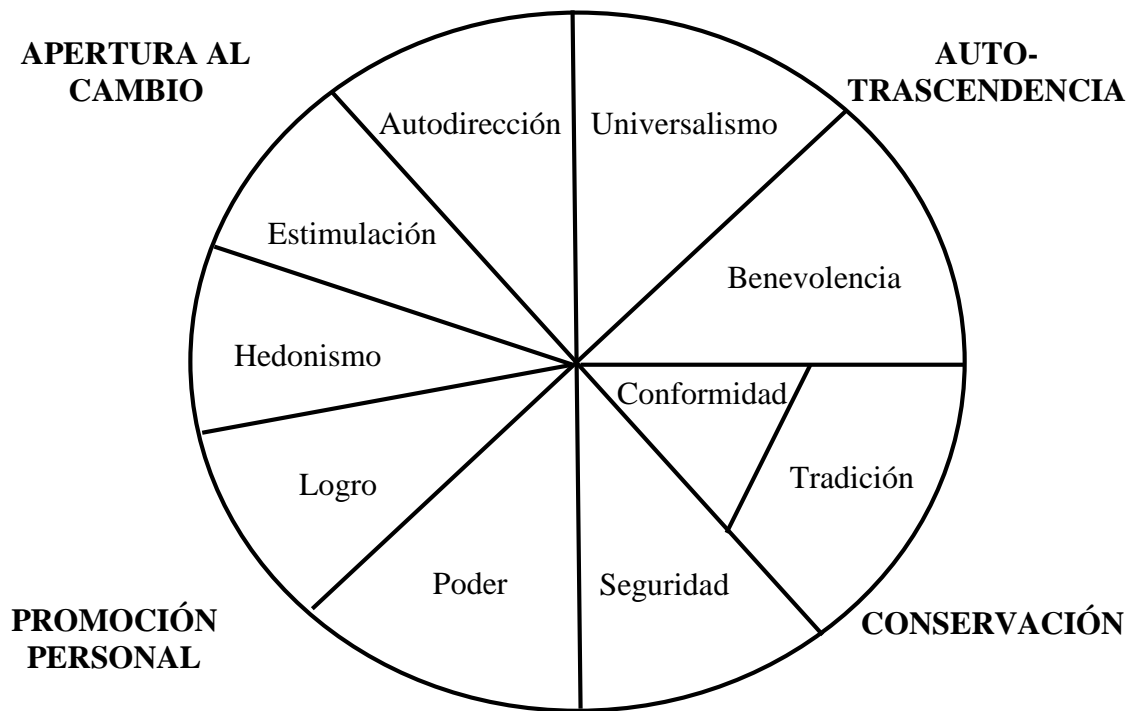 APERTURA AL
CAMBIO
AUTO-
TRASCENDENCIA
Autodirección
Universalismo
Estimulación
Benevolencia
Hedonismo
Conformidad
Logro
Tradición
Poder
Seguridad
PROMOCIÓN
PERSONAL
CONSERVACIÓN